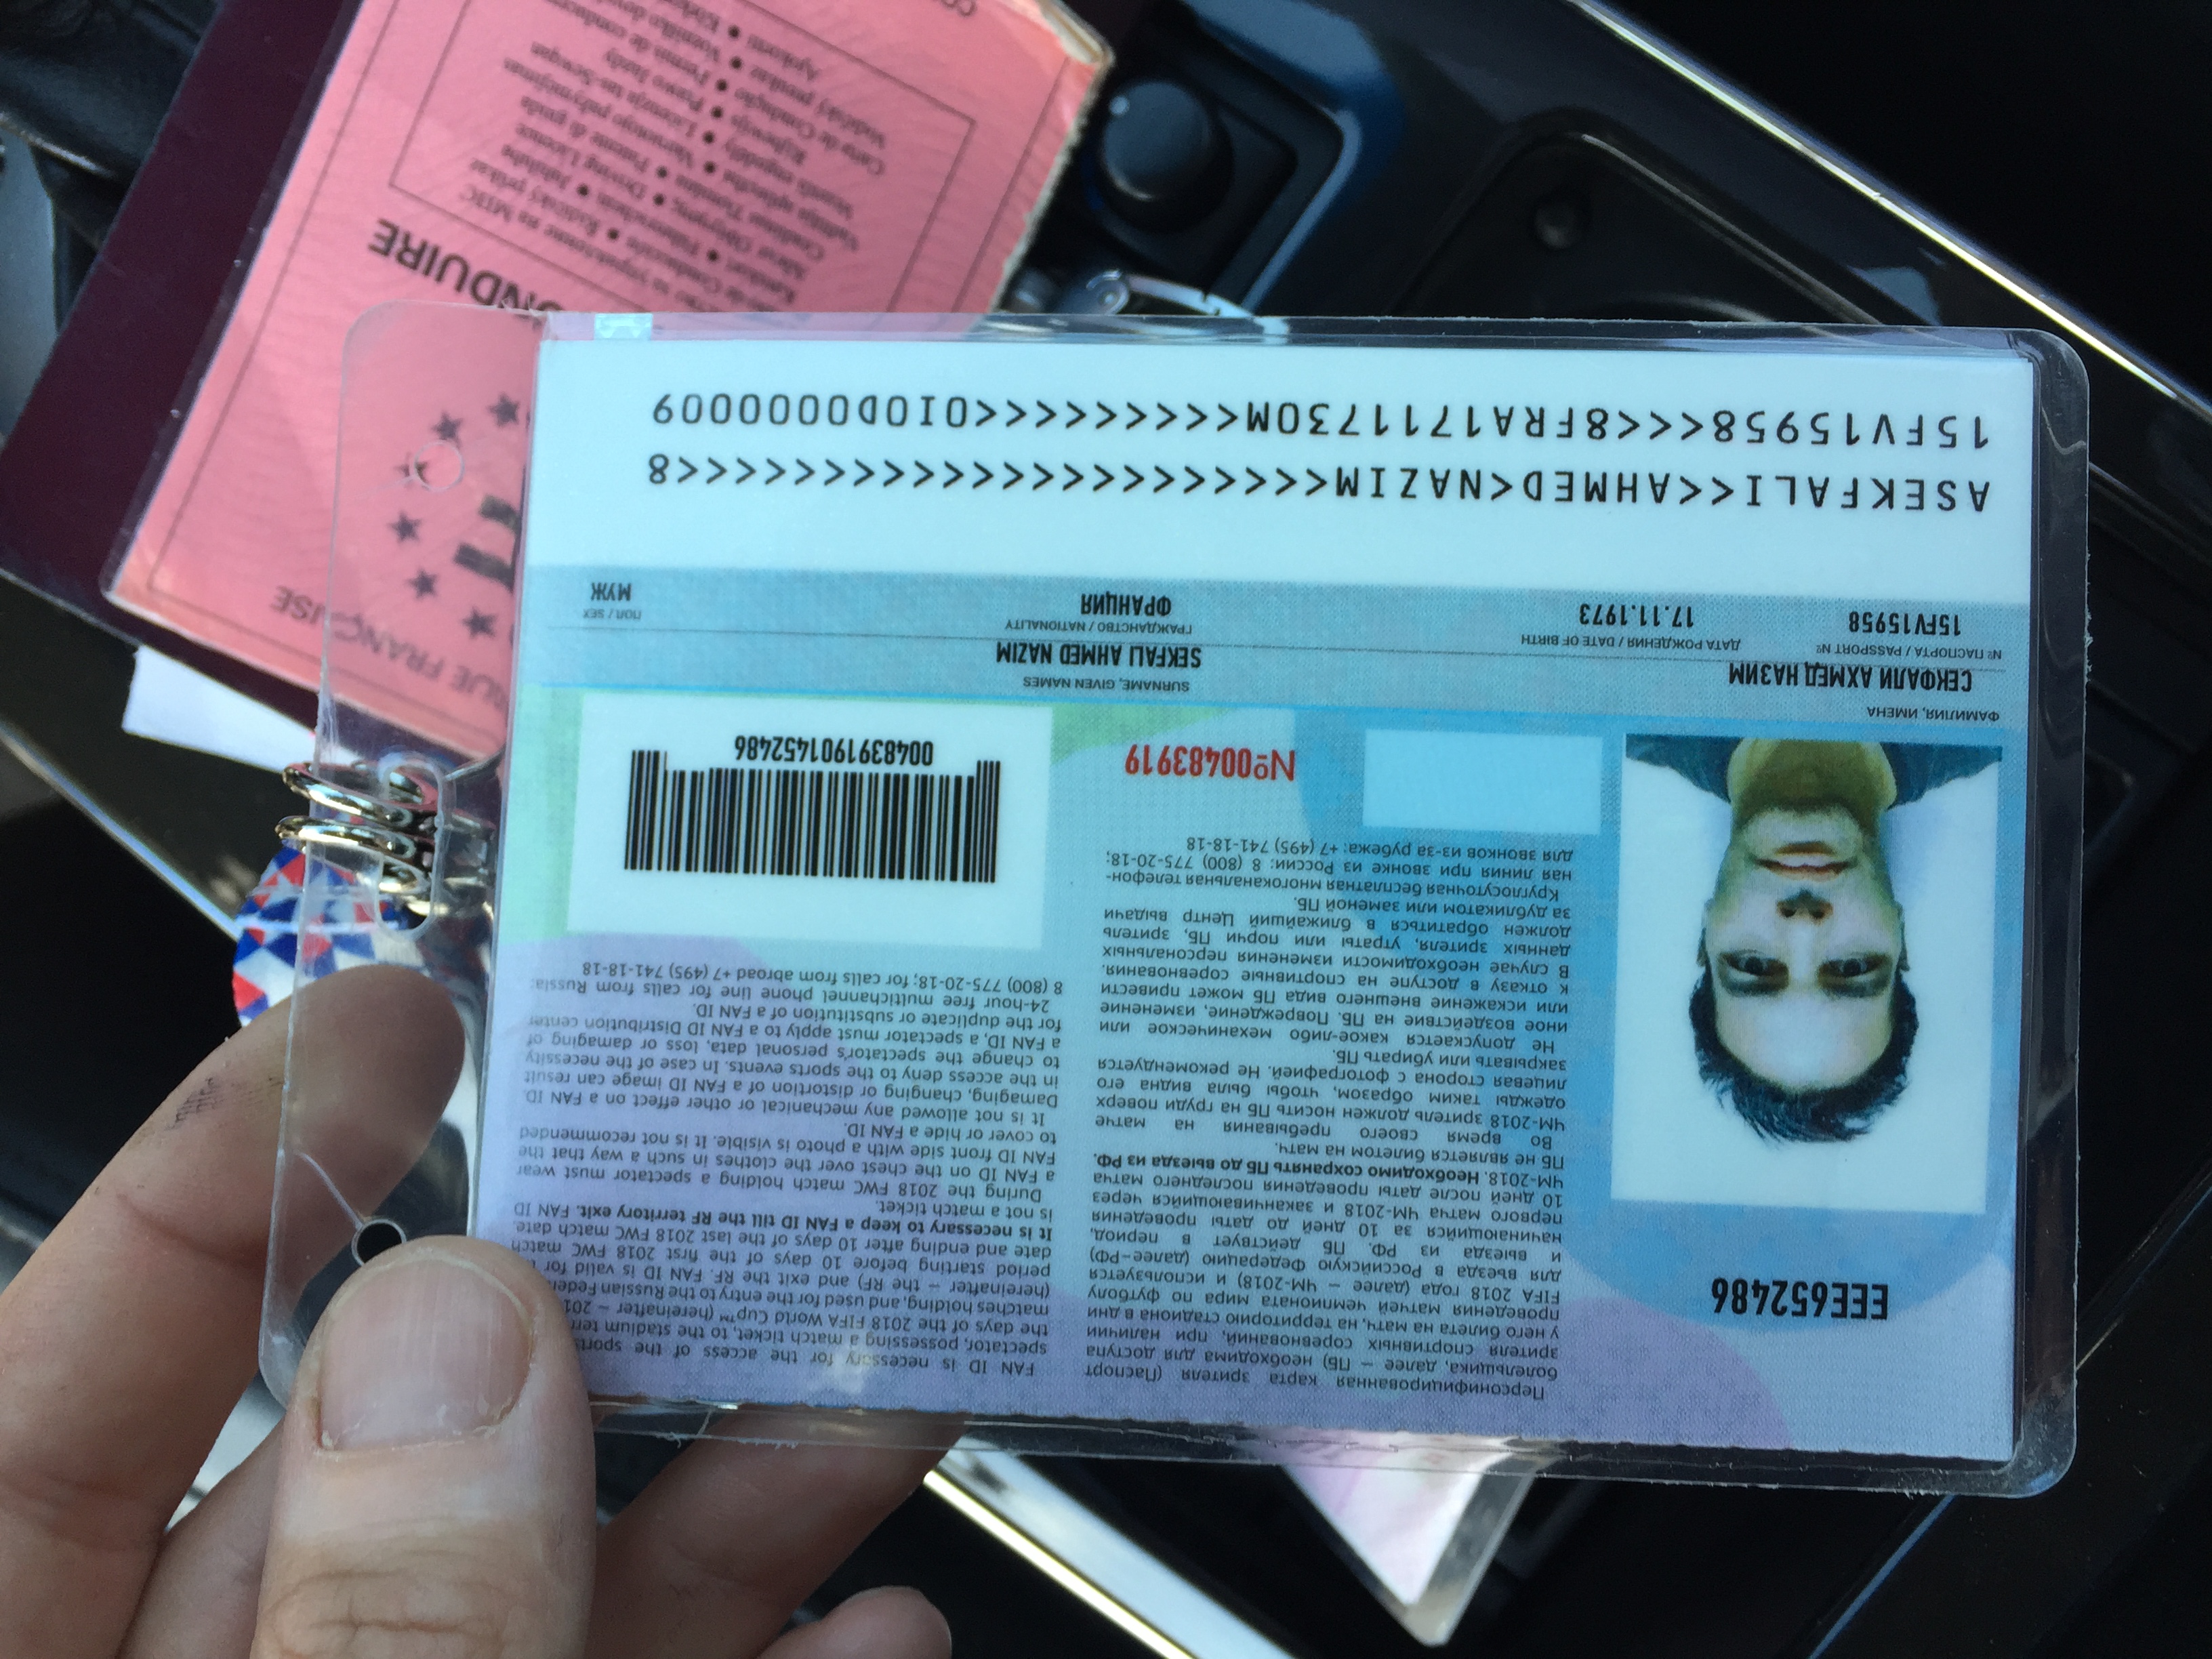 EEE652486
Персонифицированная карта зрителя (Паспорт
болельщика, далее – ПБ) необходима для доступа
зрителя спортивных соревнований, при наличии
у него билета на матч, на территорию стадиона в дни
проведения матчей чемпионата мира по футболу
FIFA 2018 года (далее – ЧМ-2018) и используется
для въезда в Российскую Федерацию (далее–РФ)
и выезда из РФ. ПБ действует в период,
начинающийся за 10 дней до даты проведения
первого матча ЧМ-2018 и заканчивающийся через
10 дней после даты проведения последнего матча
ЧМ-2018. Необходимо сохранять ПБ до выезда из РФ.
ПБ не является билетом на матч.
Во время своего пребывания на матче
ЧМ-2018 зритель должен носить ПБ на груди поверх
одежды таким образом, чтобы была видна его
лицевая сторона с фотографией. Не рекомендуется
закрывать или убирать ПБ.
Не допускается какое-либо механическое или
иное воздействие на ПБ. Повреждение, изменение
или искажение внешнего вида ПБ может привести
к отказу в доступе на спортивные соревнования.
В случае необходимости изменения персональных
данных зрителя, утраты или порчи ПБ, зритель
должен обратиться в ближайший Центр выдачи
за дубликатом или заменой ПБ.
Круглосуточная бесплатная многоканальная телефон-
ная линия при звонке из России: 8 (800) 775-20-18;
для звонков из-за рубежа: +7 (495) 741-18-18
FAN ID is necessary for the access of the sports
spectator, possessing a match ticket, to the stadium
the days of the 2018 FIFA World Cup™ (hereinafter –
matches holding, and used for the entry to the Russian
(hereinafter – the RF) and exit the RF. FAN ID is valid for
period starting before 10 days of the first 2018 FWC match
date and ending after 10 days of the last 2018 FWC match date.
It is necessary to keep a FAN ID till the RF territory exit. FAN ID
is not a match ticket.
During the 2018 FWC match holding a spectator must wear
a FAN ID on the chest over the clothes in such a way that the
FAN ID front side with a photo is visible. It is not recommended
to cover or hide a FAN ID.
It is not allowed any mechanical or other effect on a FAN ID.
Damaging, changing or distortion of a FAN ID image can result
in the access deny to the sports events. In case of the necessity
to change the spectator's personal data, loss or damaging of
a FAN ID, a spectator must apply to a FAN ID Distribution center
for the duplicate or substitution of a FAN ID.
24-hour free multichannel phone line for calls from Russia:
8 (800) 775-20-18; for calls from abroad +7 (495) 741-18-18
№00483919
0048391901452486
ФАМИЛИЯ, ИМЕНА
SURNAME, GIVEN NAMES
СЕКФАЛИ АХМЕД НАЗИМ
SEKFALI AHMED NAZIM
№ ПАСПОРТА / PASSPORT №
ДАТА РОЖДЕНИЯ / DATE OF BIRTH
ГРАЖДАНСТВО / NATIONALITY
ПОЛ / SEX
15FV15958
17.11.1973
ФРАНЦИЯ
МУЖ
ASEKFALI<<AHMED<NAZIM<<<<<<<<<<<<<<<<<<<<<<8
15FV15958<<<8FRA1711730M<<<<<<<<<0I0D000009
FRANÇAISE
NDUIRE
Driving Licence